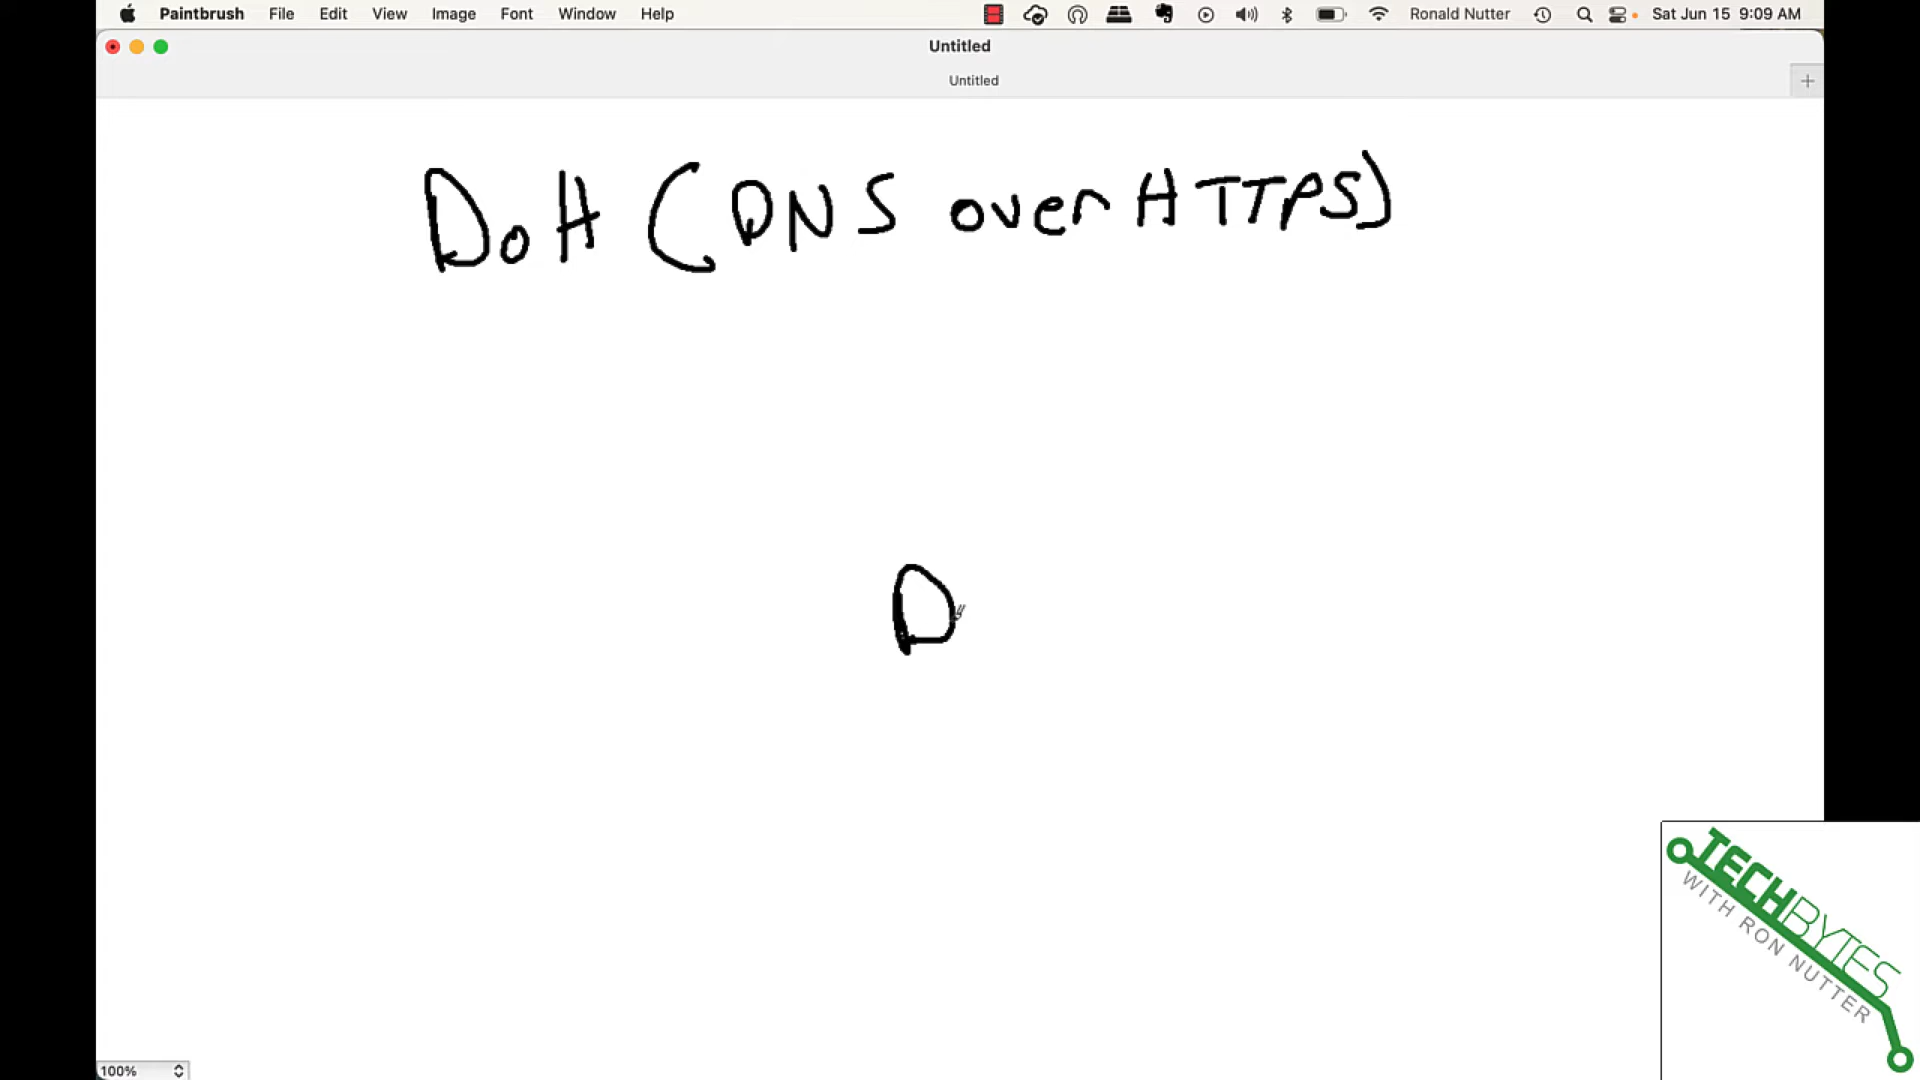 Paintbrush File Edit View Image Font Window Help Ronald Nutter Sat Jun 15 9:09 AM
Untitled
Untitled
DoH (DNS over HTTPS)
D
TECHBYTES
WITH RON NUTTER
100%